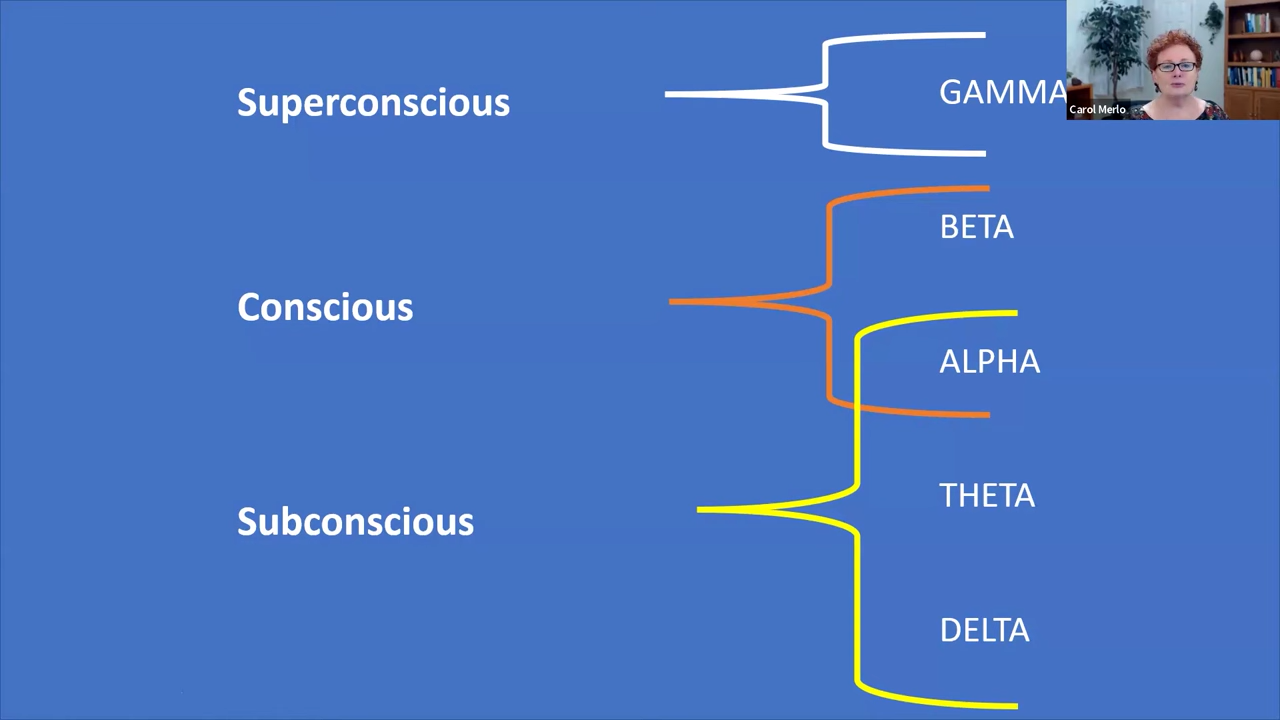 Superconscious
GAMMA
Carol Merlo
BETA
Conscious
ALPHA
THETA
Subconscious
DELTA